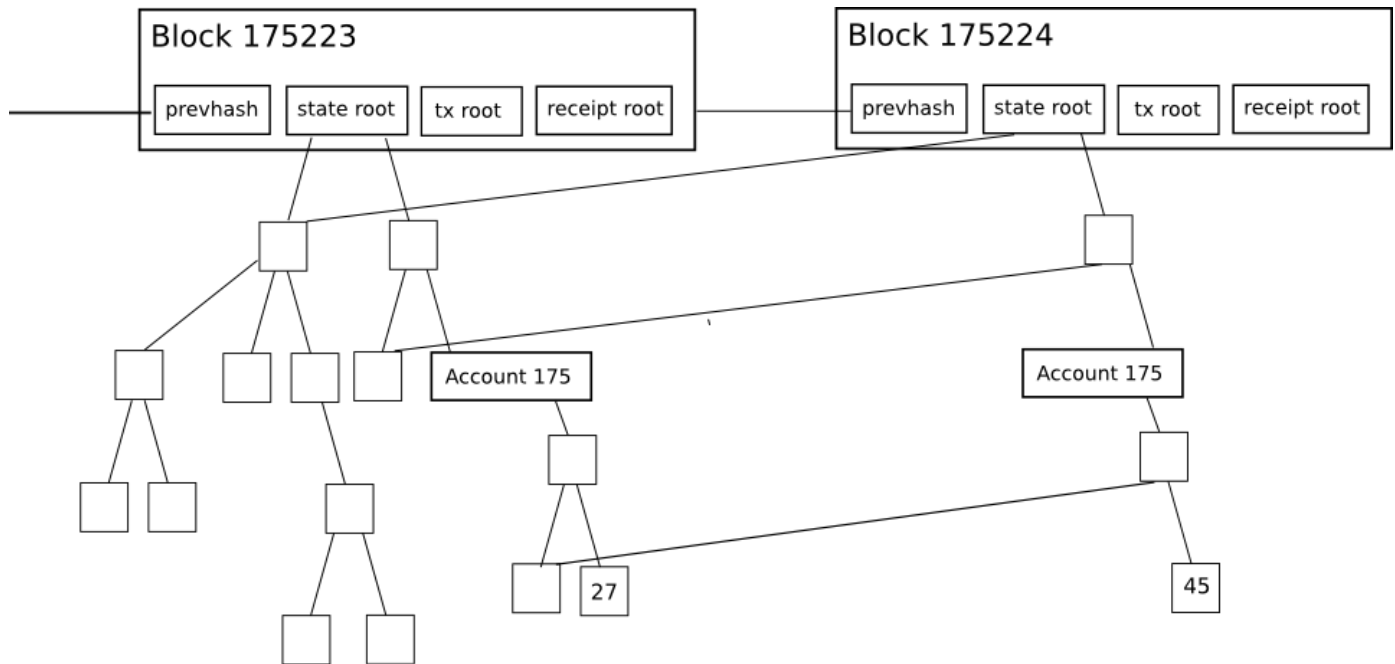 Block 175223
prevhash
state root
tx root
receipt root
Block 175224
prevhash
state root
tx root
receipt root
Account 175
27
Account 175
45